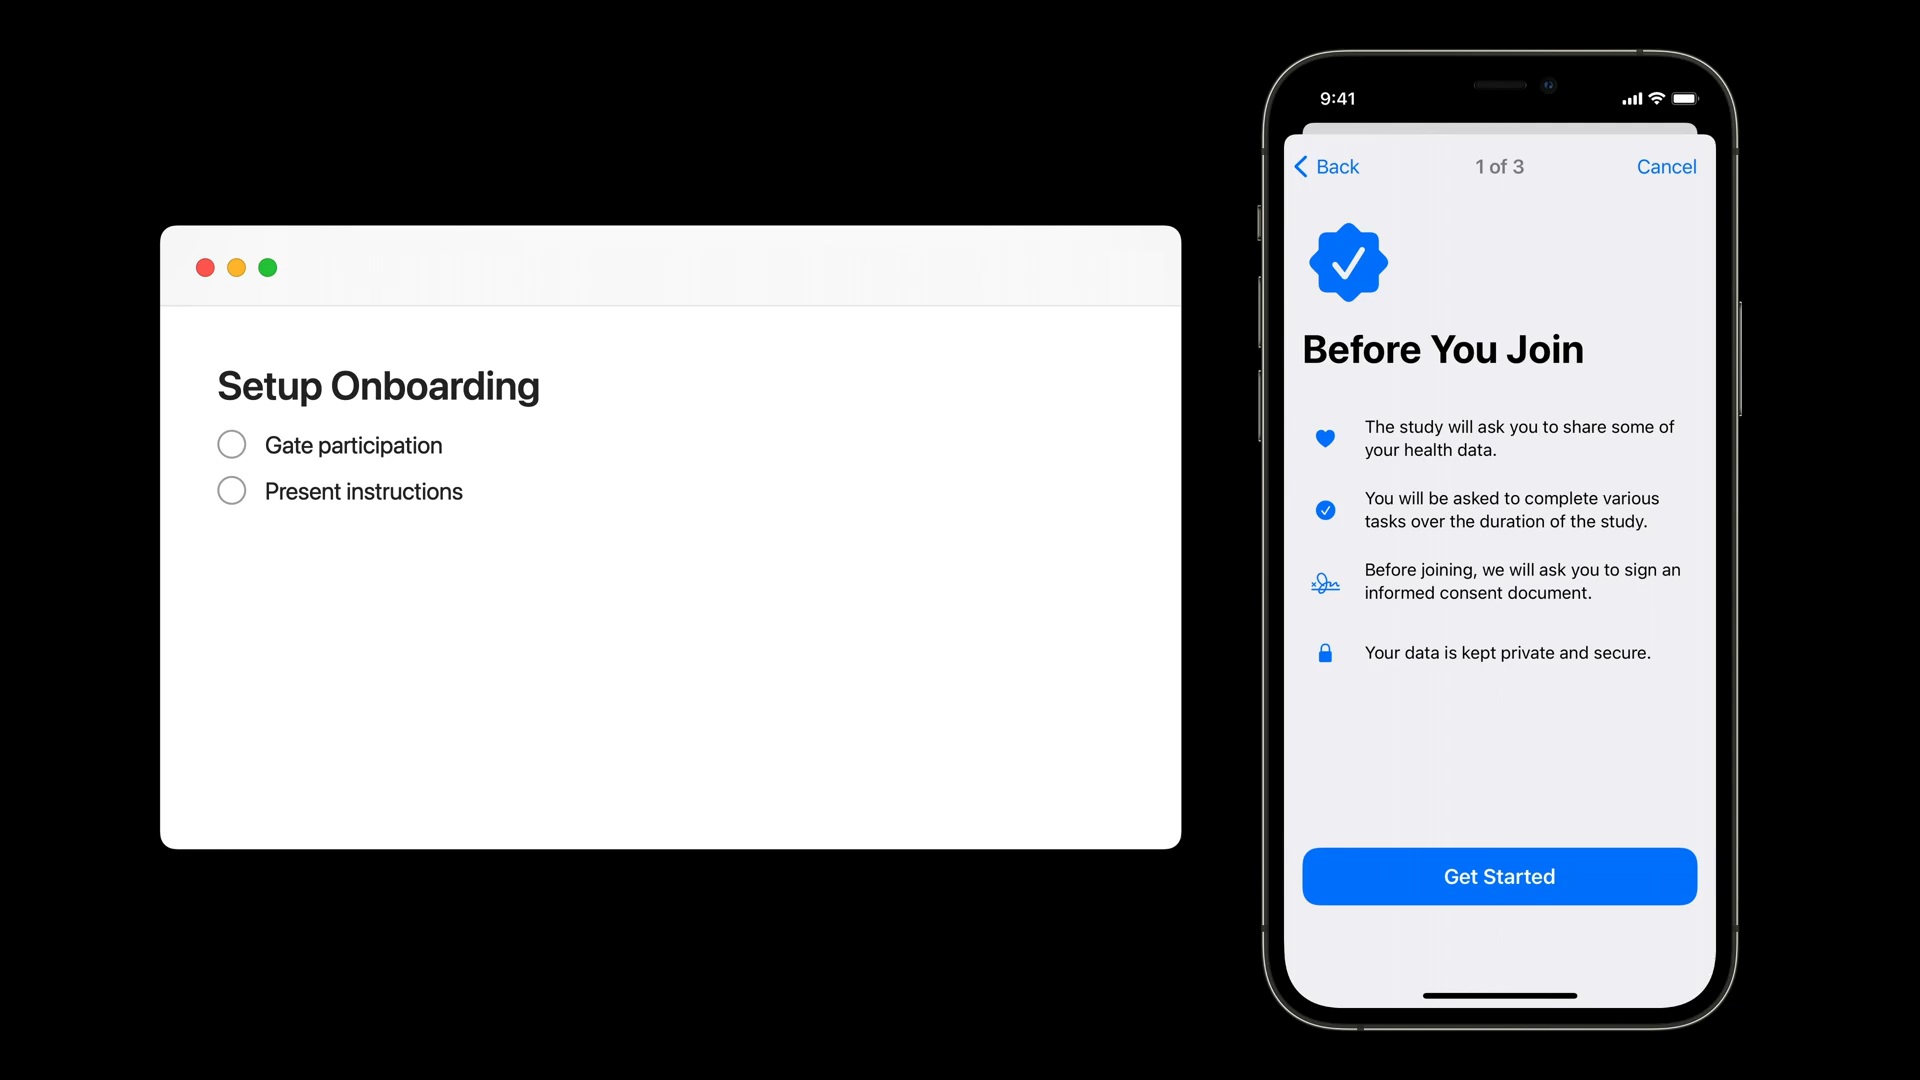 Setup Onboarding
Gate participation
Present instructions
9:41
Back
1 of 3
Cancel
Before You Join
The study will ask you to share some of
your health data.
You will be asked to complete various
tasks over the duration of the study.
Before joining, we will ask you to sign an
informed consent document.
Your data is kept private and secure.
Get Started